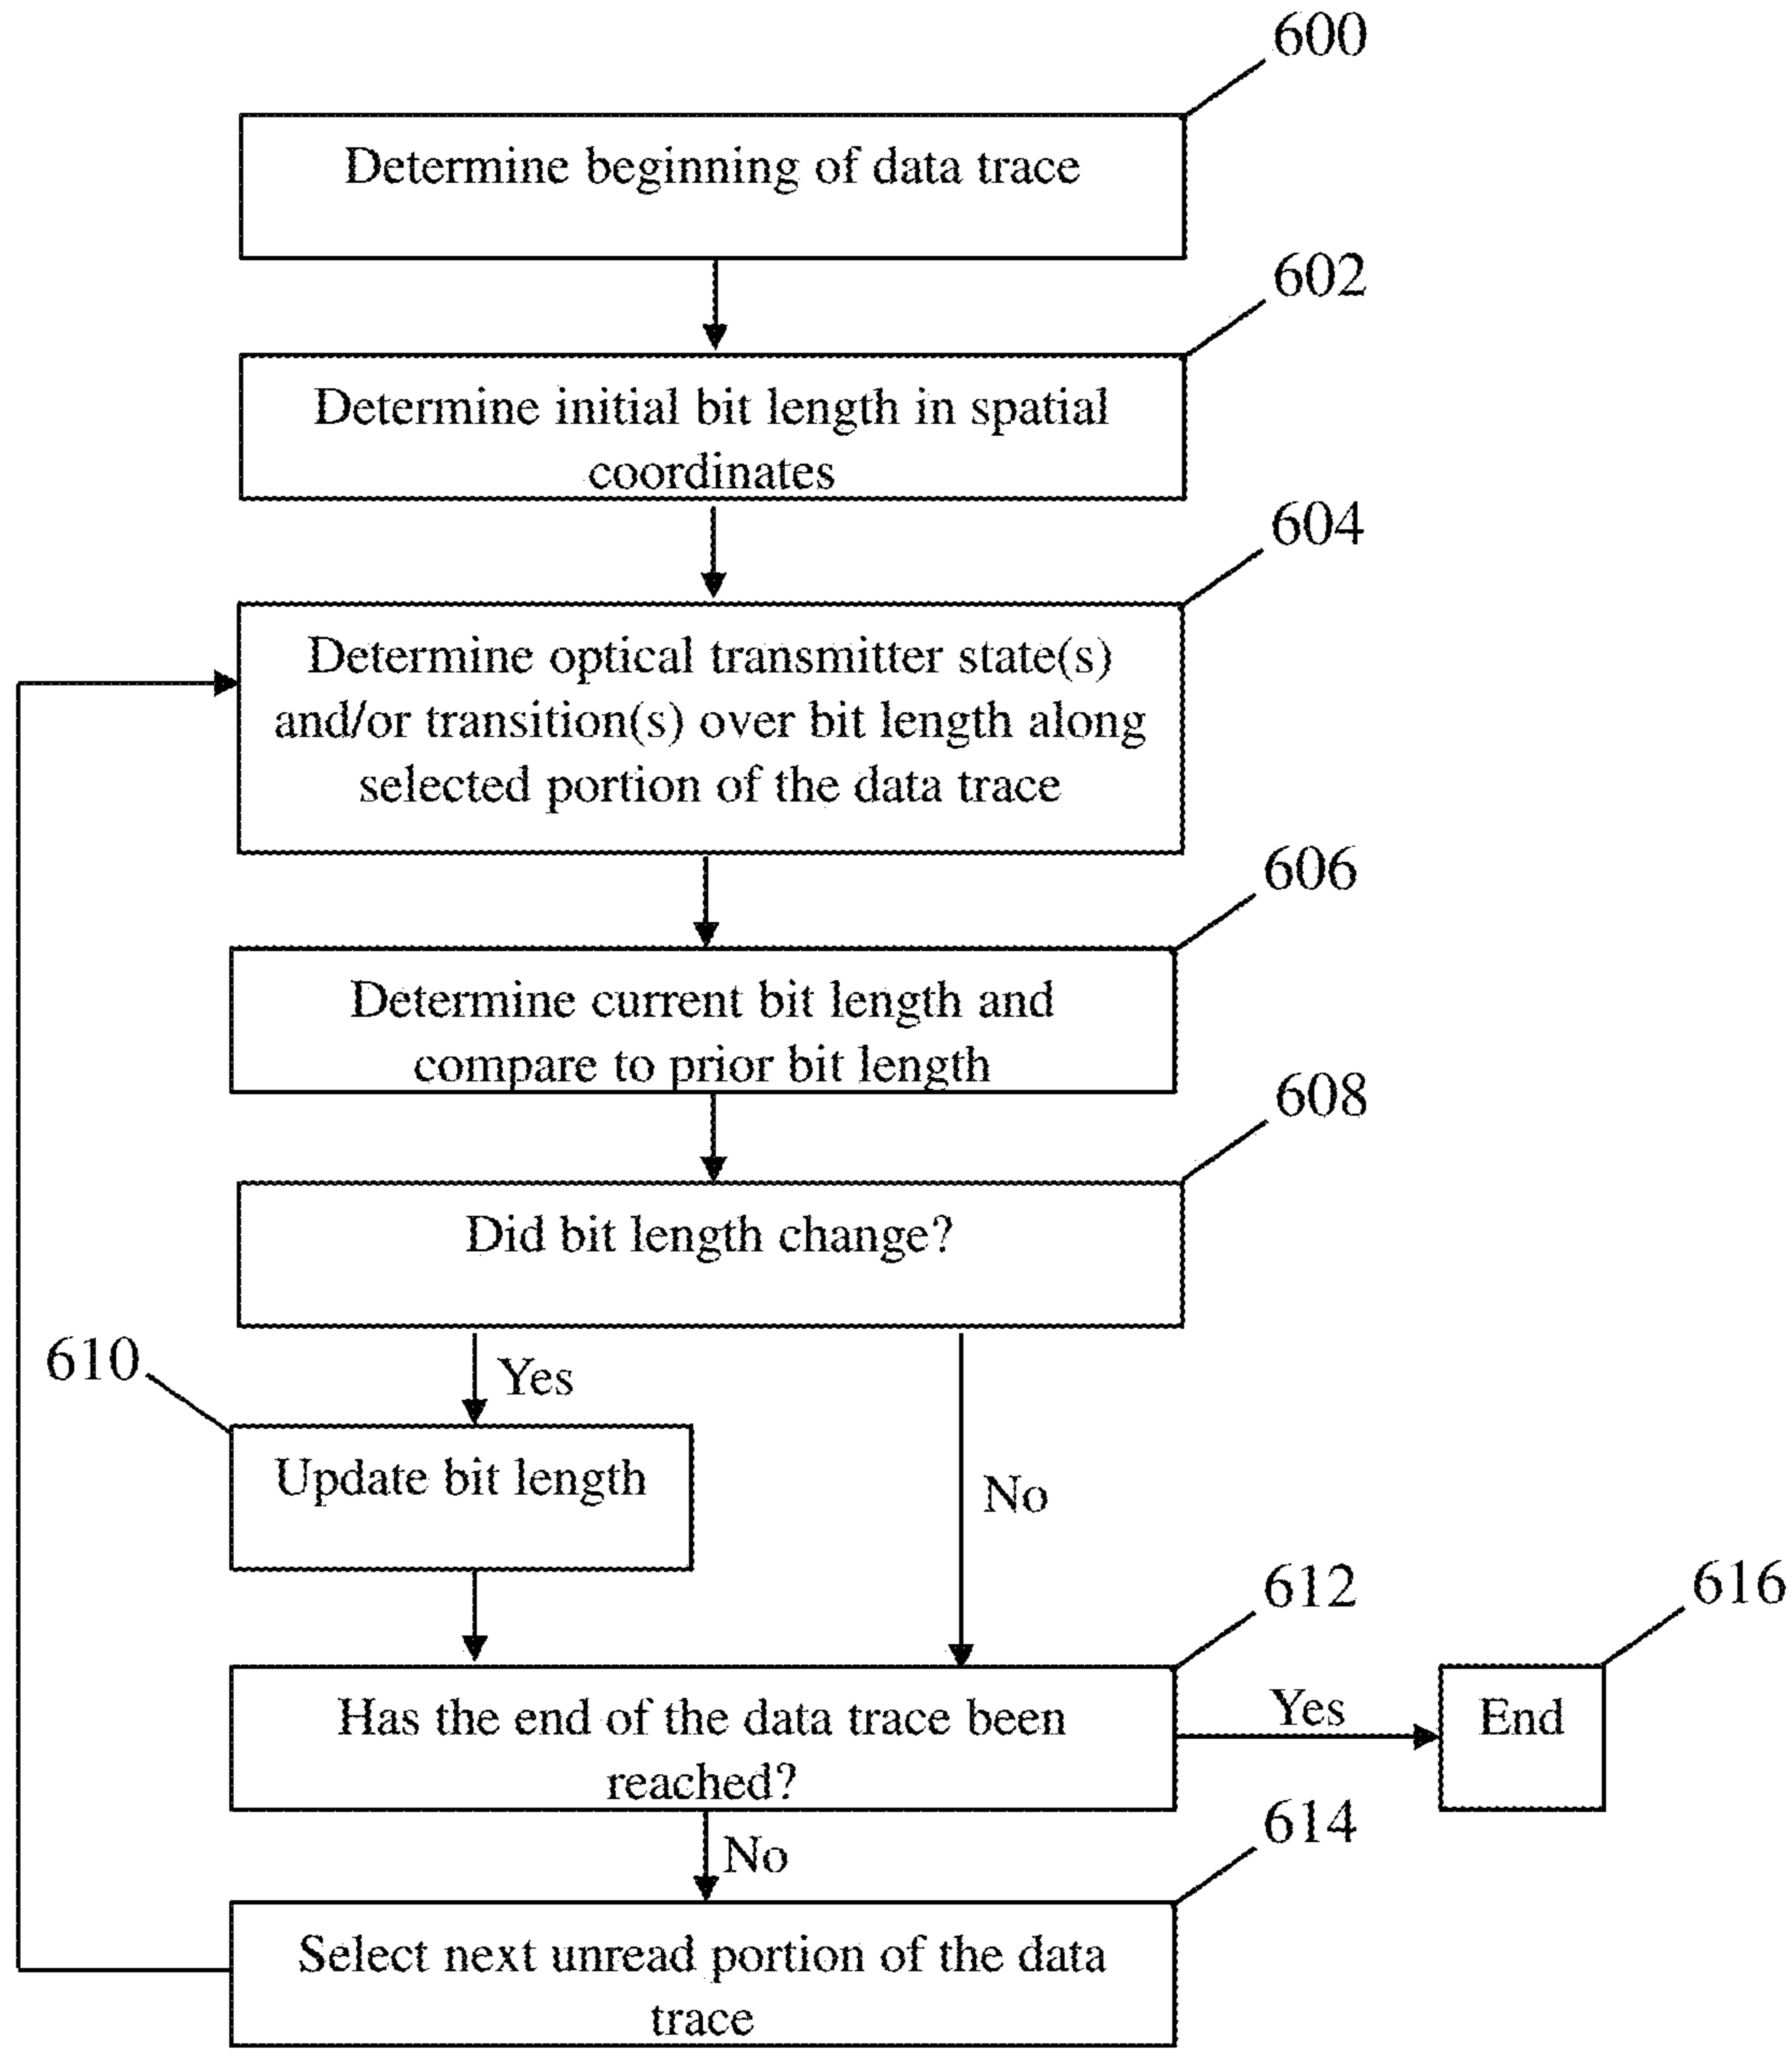 600
Determine beginning of data trace
602
Determine initial bit length in spatial
coordinates
604
Determine optical transmitter state(s)
and/or transition(s) over bit length along
selected portion of the data trace
606
Determine current bit length and
compare to prior bit length
608
Did bit length change?
610
Yes
Update bit length
No
612
616
Has the end of the data trace been
reached?
Yes
End
614
No
Select next unread portion of the data
trace